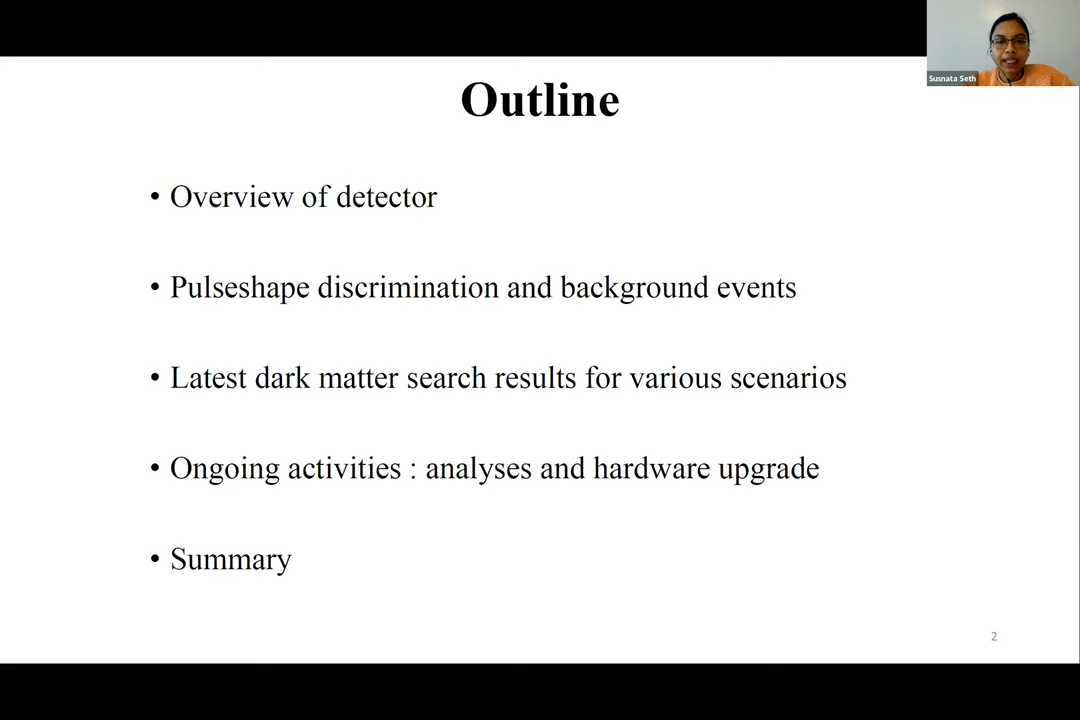 Susnata Seth
Outline
• Overview of detector
• Pulseshape discrimination and background events
• Latest dark matter search results for various scenarios
• Ongoing activities : analyses and hardware upgrade
• Summary
2